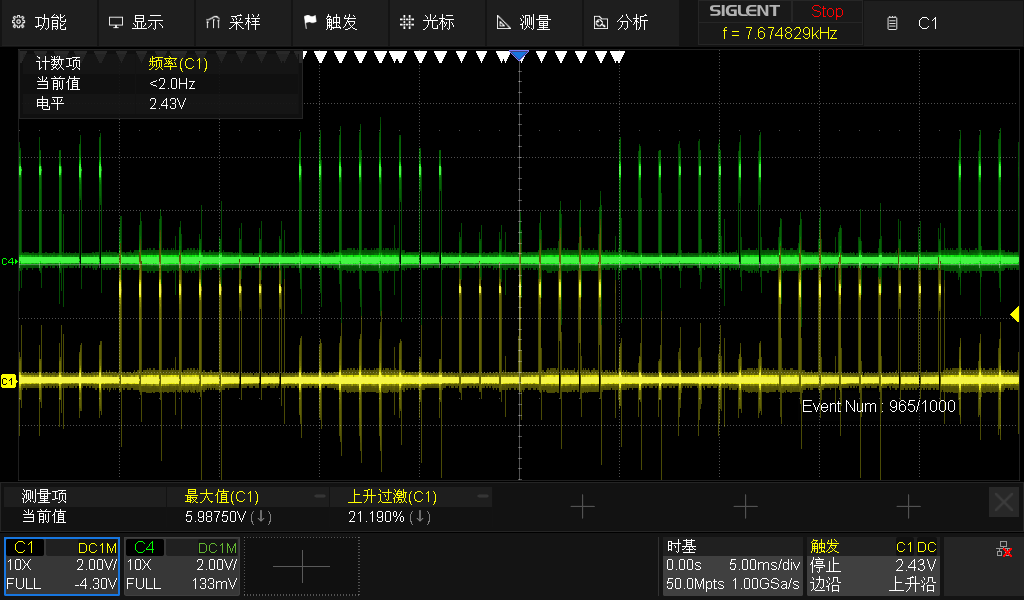 功能 显示 采样 触发 光标 测量 分析 SIGLENT Stop C1
f = 7.674829kHz
计数项 频率(C1)
当前值 <2.0Hz
电平 2.43V
C4
C1
Event Num : 965/1000
测量项 最大值(C1) 上升过激(C1)
当前值 5.98750V (↓) 21.190% (↓)
C1 DC1M C4 DC1M 时基 触发 C1 DC
10X 2.00V/ 10X 2.00V/ 0.00s 5.00ms/div 停止 2.43V
FULL -4.30V FULL 133mV 50.0Mpts 1.00GSa/s 边沿 上升沿